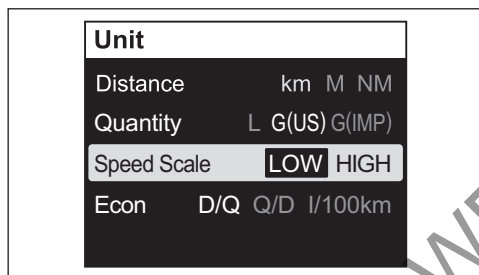 Unit
Distance km M NM
Quantity L G(US) G(IMP)
Speed Scale LOW HIGH
Econ D/Q Q/D l/100km